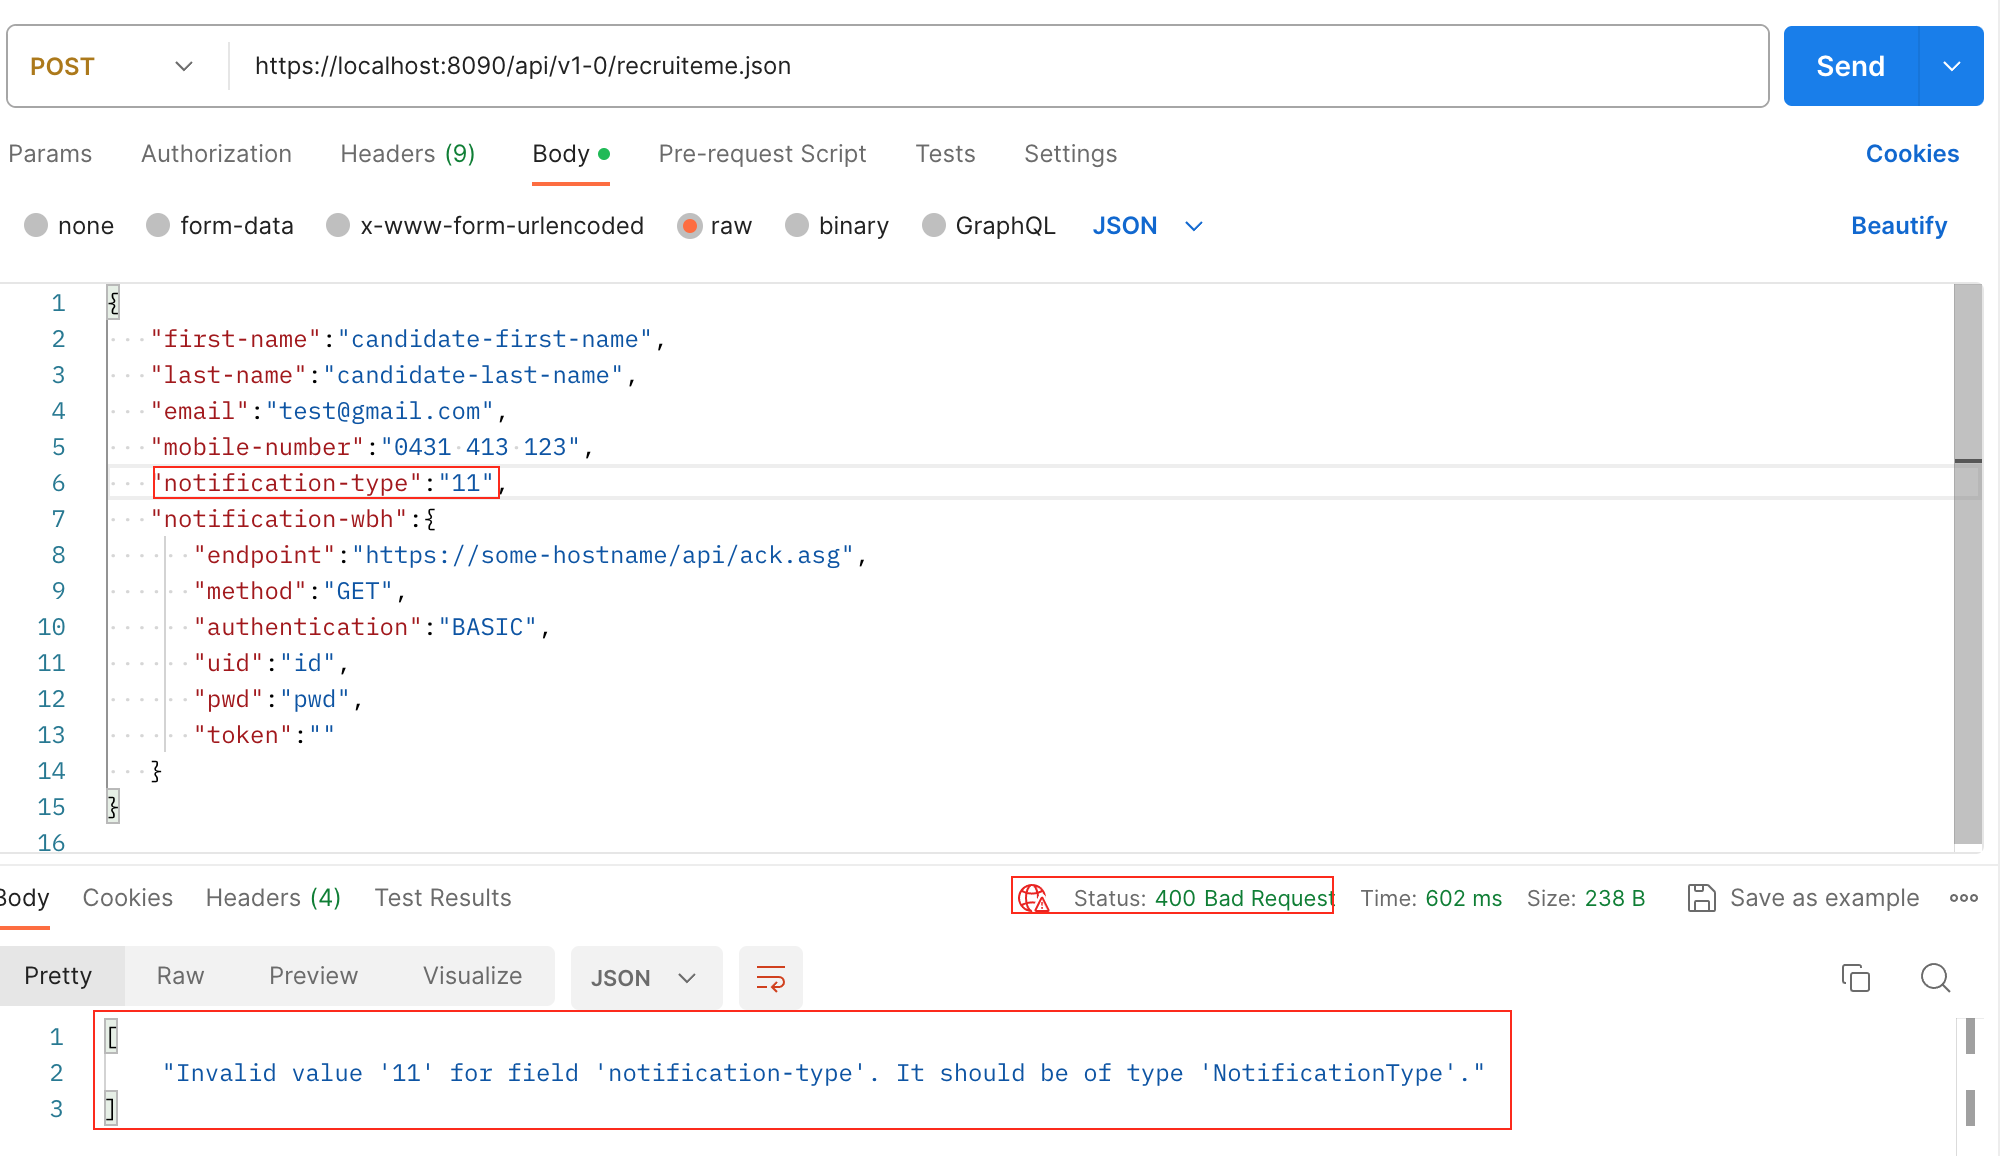 POST https://localhost:8090/api/v1-0/recruiteme.json Send
Params Authorization Headers (9) Body Pre-request Script Tests Settings Cookies
none form-data x-www-form-urlencoded raw binary GraphQL JSON Beautify
1 {
2 "first-name":"candidate-first-name",
3 "last-name":"candidate-last-name",
4 "email":"test@gmail.com",
5 "mobile-number":"0431 413 123",
6 "notification-type":"11",
7 "notification-wbh":{
8 "endpoint":"https://some-hostname/api/ack.asg",
9 "method":"GET",
10 "authentication":"BASIC",
11 "uid":"id",
12 "pwd":"pwd",
13 "token":""
14 }
15 }
16
Body Cookies Headers (4) Test Results Status: 400 Bad Request Time: 602 ms Size: 238 B Save as example
Pretty Raw Preview Visualize JSON
1 [
2 "Invalid value '11' for field 'notification-type'. It should be of type 'NotificationType'."
3 ]